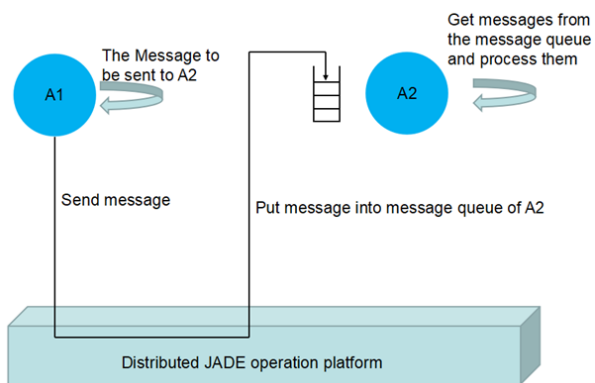 The Message to
be sent to A2
Get messages from
the message queue
and process them
A1
A2
Send message
Put message into message queue of A2
Distributed JADE operation platform